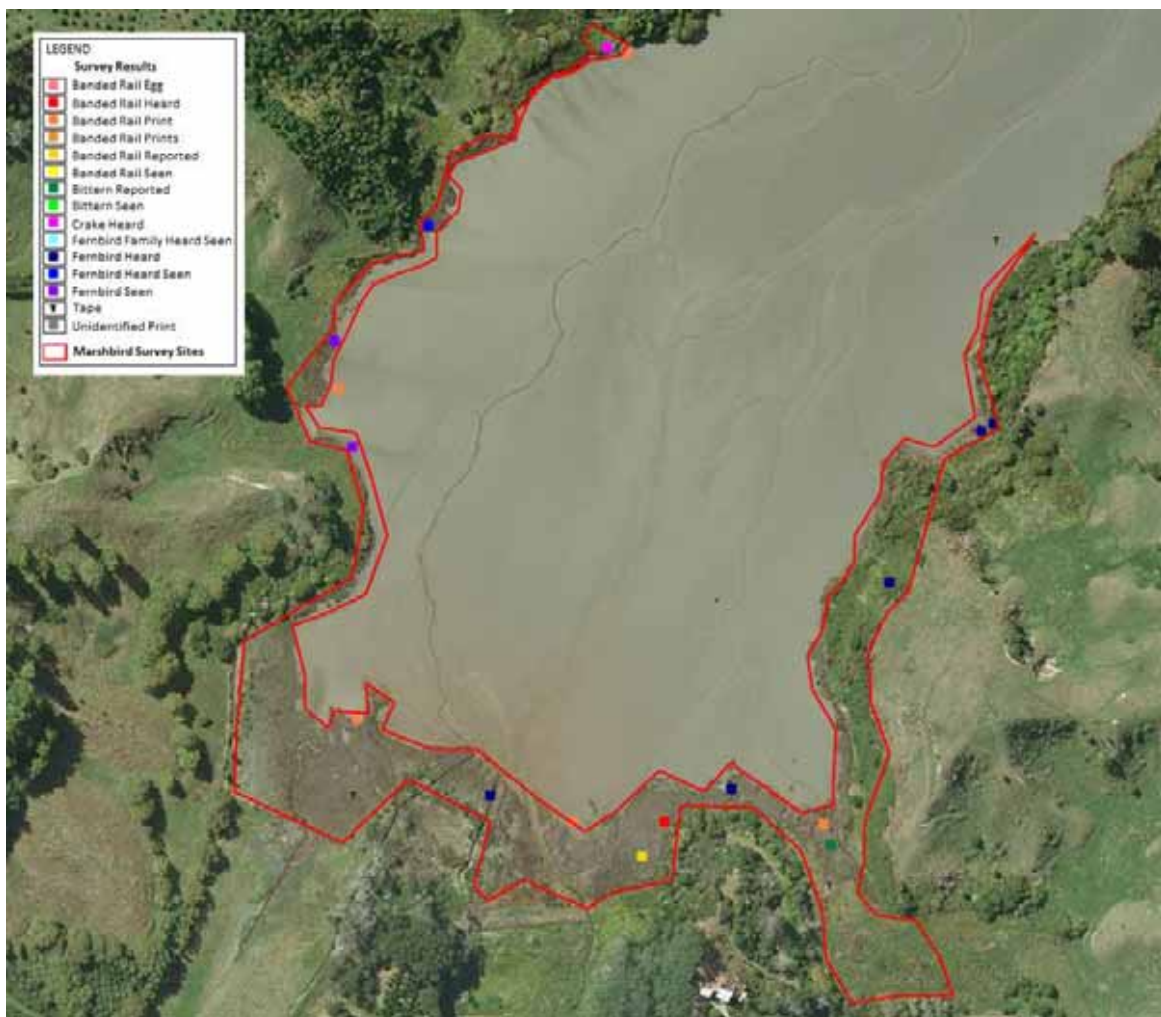 LEGEND
Survey Results
Banded Rail Egg
Banded Rail Heard
Banded Rail Print
Banded Rail Prints
Banded Rail Reported
Banded Rail Seen
Bittern Reported
Bittern Seen
Crake Heard
Fernbird Family Heard Seen
Fernbird Heard
Fernbird Heard Seen
Fernbird Seen
Tape
Unidentified Print
Marshbird Survey Sites